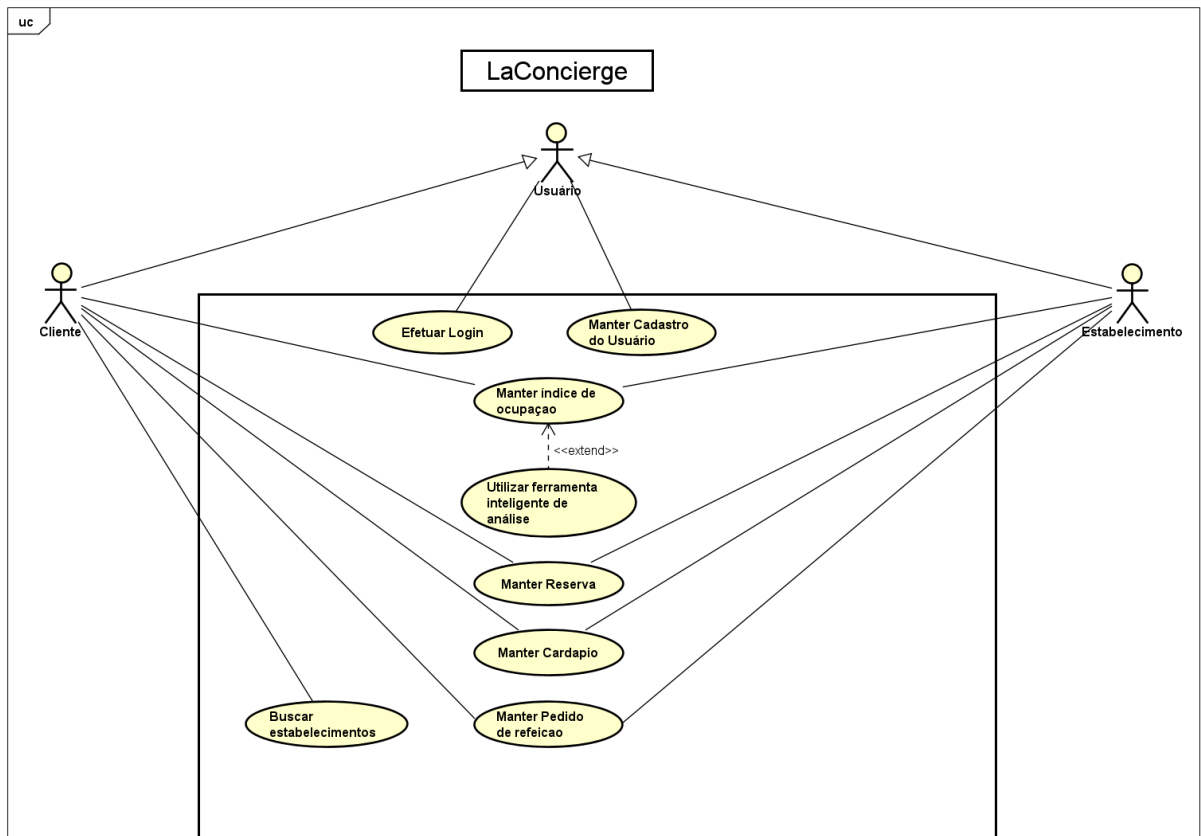 uc
LaConcierge
Usuário
Cliente
Estabelecimento
Efetuar Login
Manter Cadastro
do Usuário
Manter índice de
ocupaçao
<<extend>>
Utilizar ferramenta
inteligente de
análise
Manter Reserva
Manter Cardapio
Buscar
estabelecimentos
Manter Pedido
de refeicao